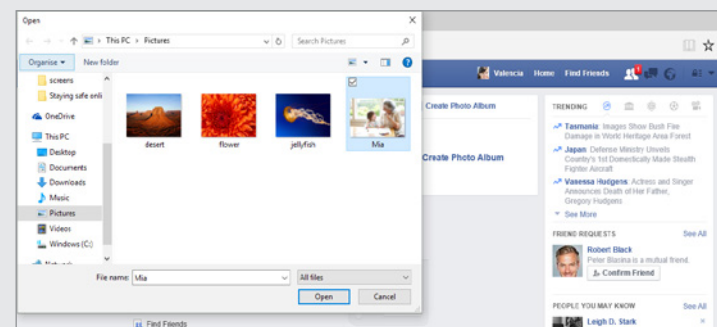 Open
This PC > Pictures
Search Pictures
Organise
New folder
screens
Staying safe onli
OneDrive
This PC
Desktop
Documents
Downloads
Music
Pictures
Videos
Windows (C:)
desert
flower
jellyfish
Mia
File name: Mia
All files
Open
Cancel
Find Friends
Valencia Home Find Friends
1
Create Photo Album
Create Photo Album
TRENDING
Tasmania: Images Show Bush Fire
Damage in World Heritage Area Forest
Japan: Defense Ministry Unveils
Country's 1st Domestically Made Stealth
Fighter Aircraft
Vanessa Hudgens: Actress and Singer
Announces Death of Her Father,
Gregory Hudgens
See More
FRIEND REQUESTS See All
Robert Black
is a mutual friend.
Confirm Friend
PEOPLE YOU MAY KNOW See All
Leigh D. Stark